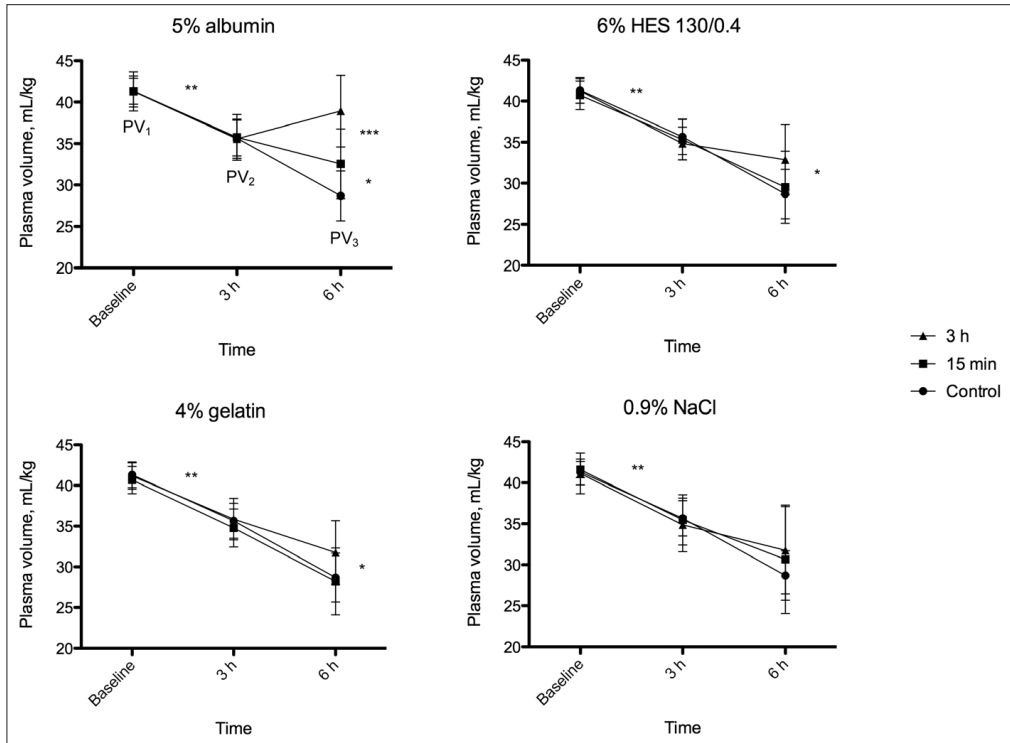 5% albumin
Plasma volume, mL/kg
45
40
35
30
25
20
**
***
*
PV₁
PV₂
PV₃
Baseline
3 h
6 h
Time
6% HES 130/0.4
Plasma volume, mL/kg
45
40
35
30
25
20
**
*
Baseline
3 h
6 h
Time
3 h
15 min
Control
4% gelatin
Plasma volume, mL/kg
45
40
35
30
25
20
**
*
Baseline
3 h
6 h
Time
0.9% NaCl
Plasma volume, mL/kg
45
40
35
30
25
20
**
Baseline
3 h
6 h
Time